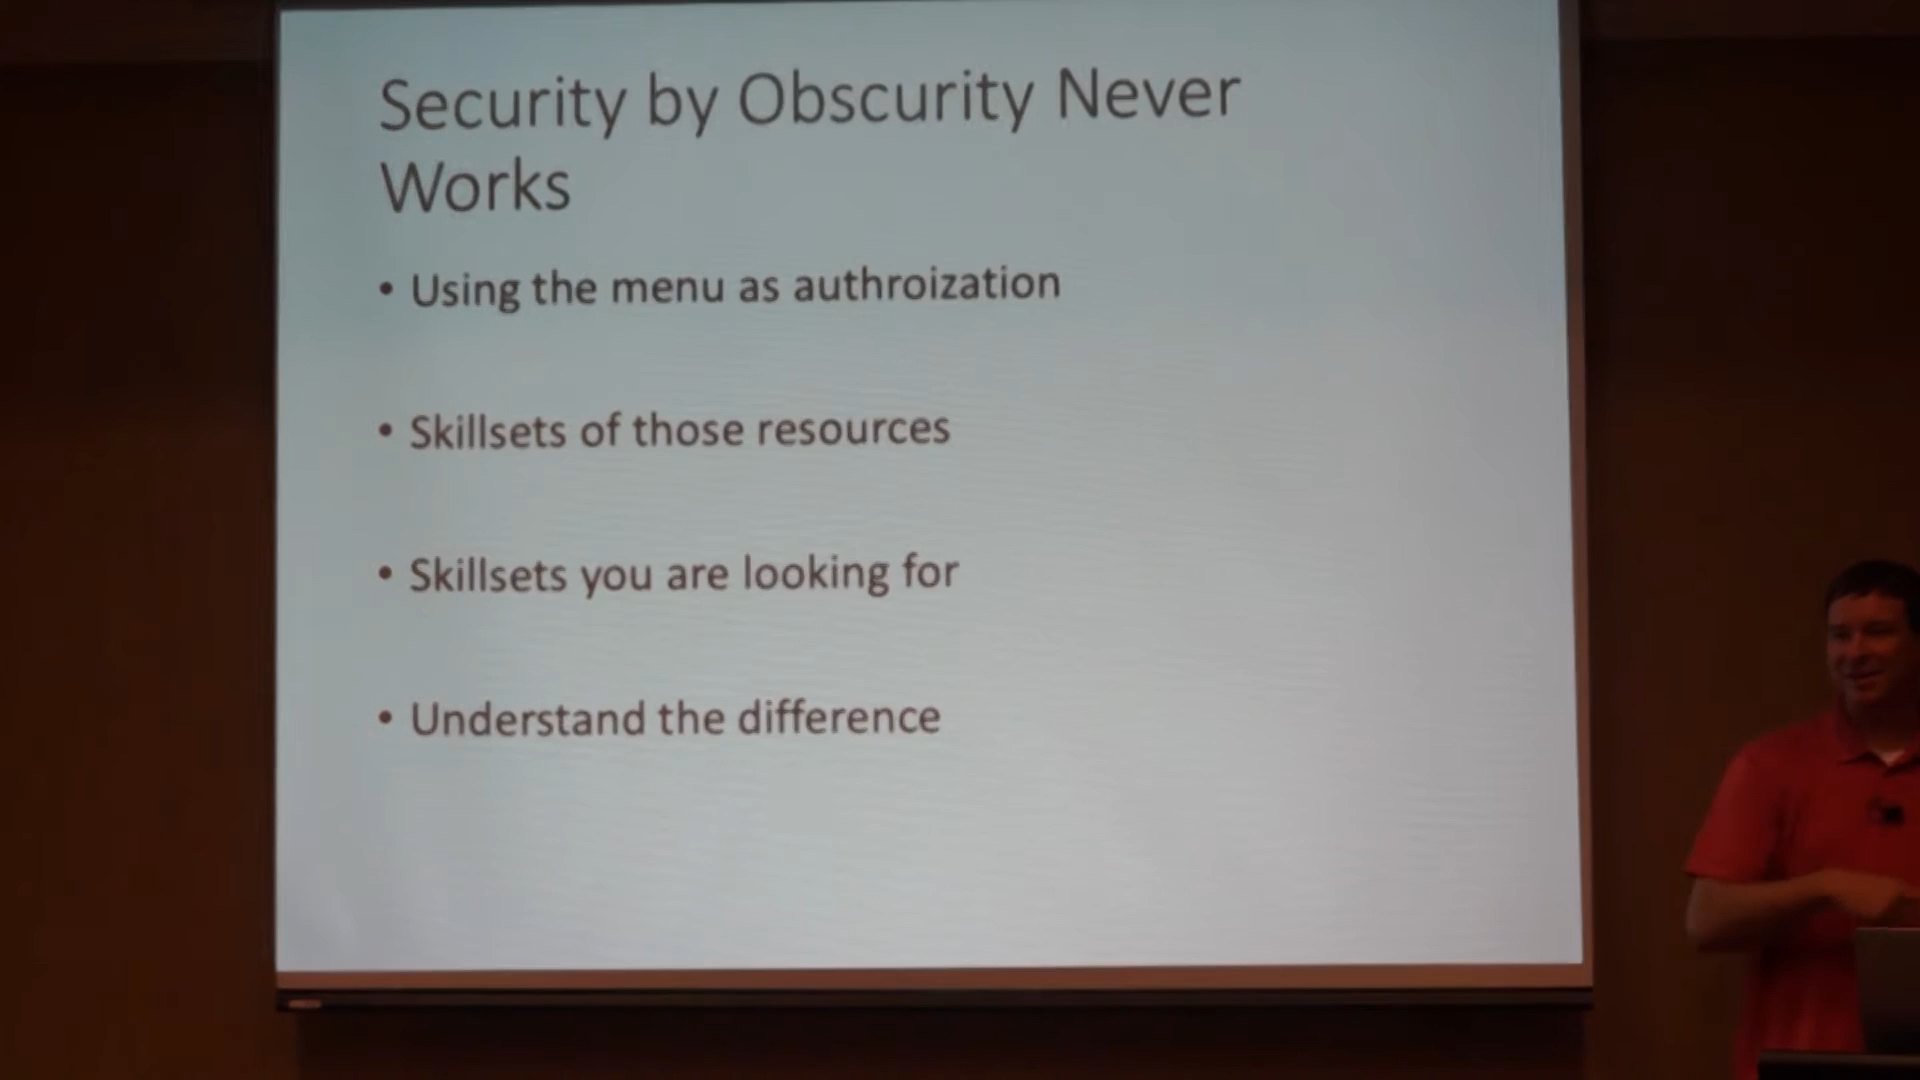 Security by Obscurity Never
Works
• Using the menu as authroization
• Skillsets of those resources
• Skillsets you are looking for
• Understand the difference